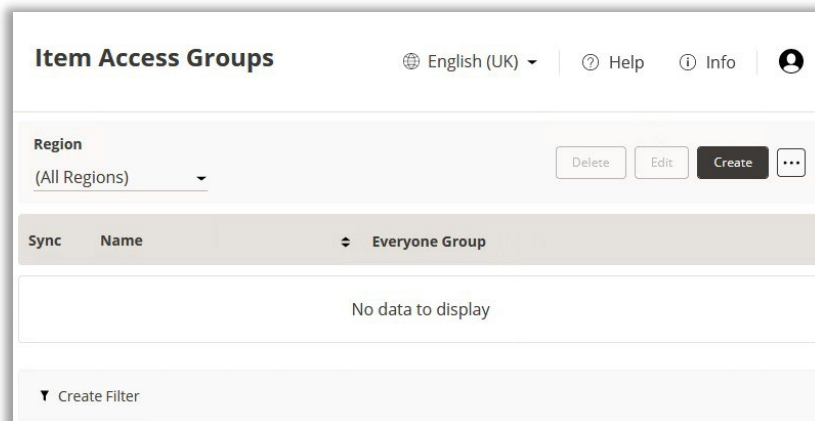 Item Access Groups English (UK) Help Info
Region
(All Regions)
Delete Edit Create ...
Sync Name Everyone Group
No data to display
Create Filter